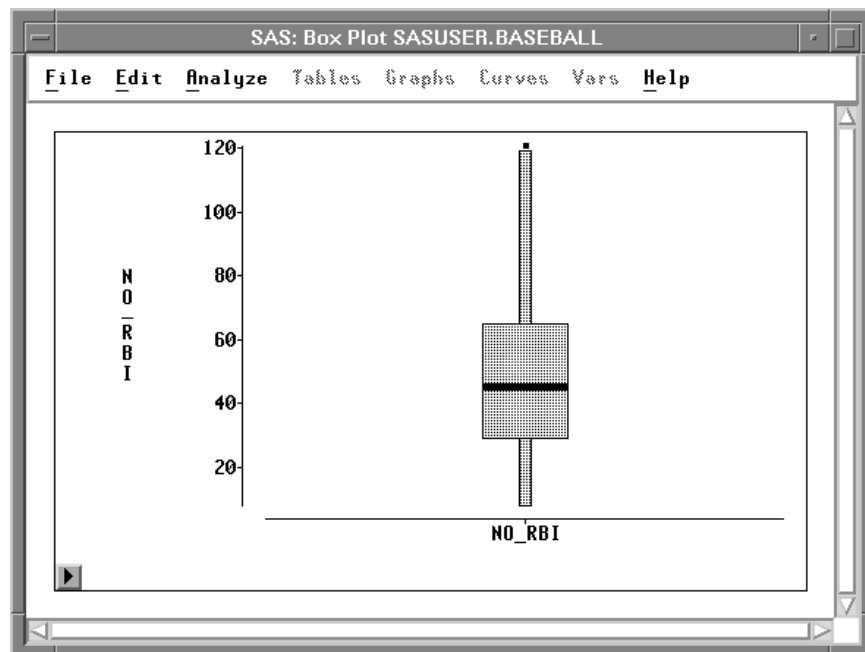 SAS: Box Plot SASUSER.BASEBALL
File Edit Analyze Tables Graphs Curves Vars Help
120
100
80
60
40
20
NO_RBI
NO_RBI